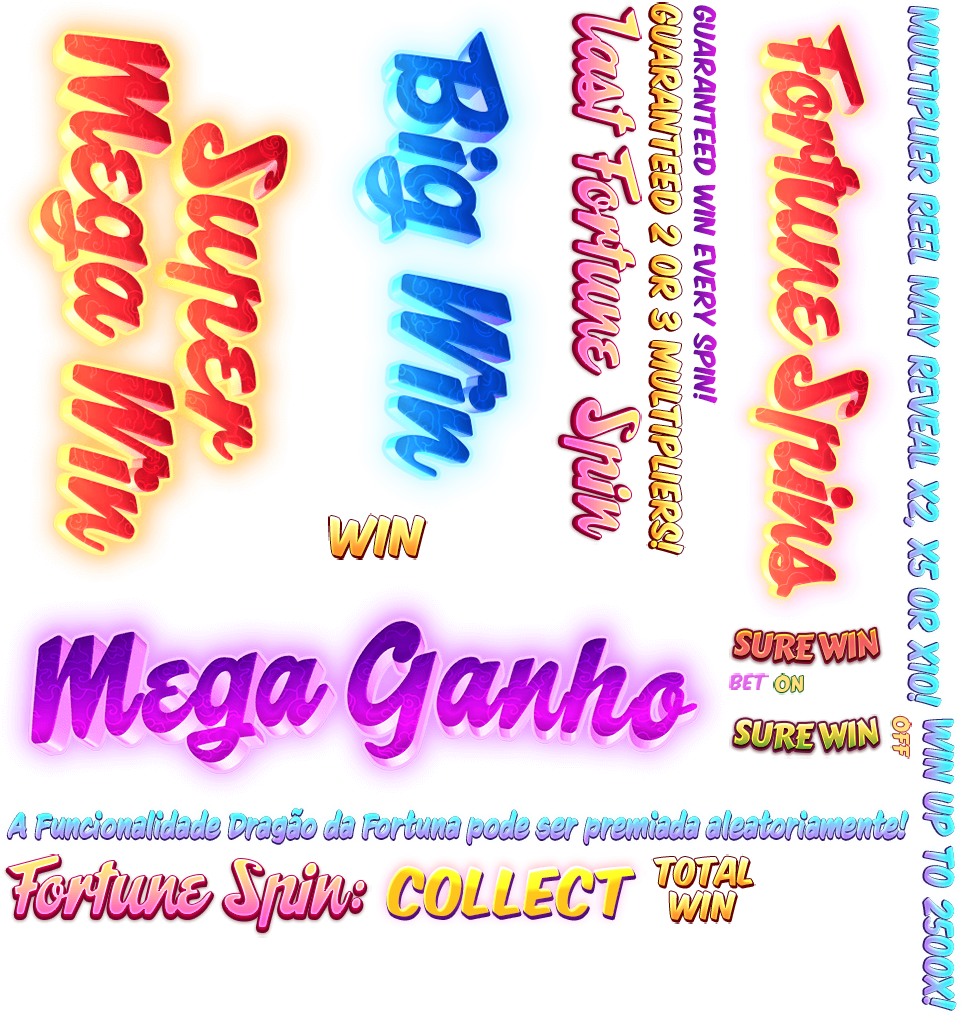 Super
Mega Win
Big Win
Last Fortune Spin
GUARANTEED 2 OR 3 MULTIPLIERS!
GUARANTEED WIN EVERY SPIN!
Fortune Spins
MULTIPLIER REEL MAY REVEAL X2, X5 OR X10!
WIN UP TO 2500X!
WIN
Mega Ganho
SURE WIN
BET ON
SURE WIN
OFF
A Funcionalidade Dragão da Fortuna pode ser premiada aleatoriamente!
Fortune Spin:
COLLECT
TOTAL
WIN